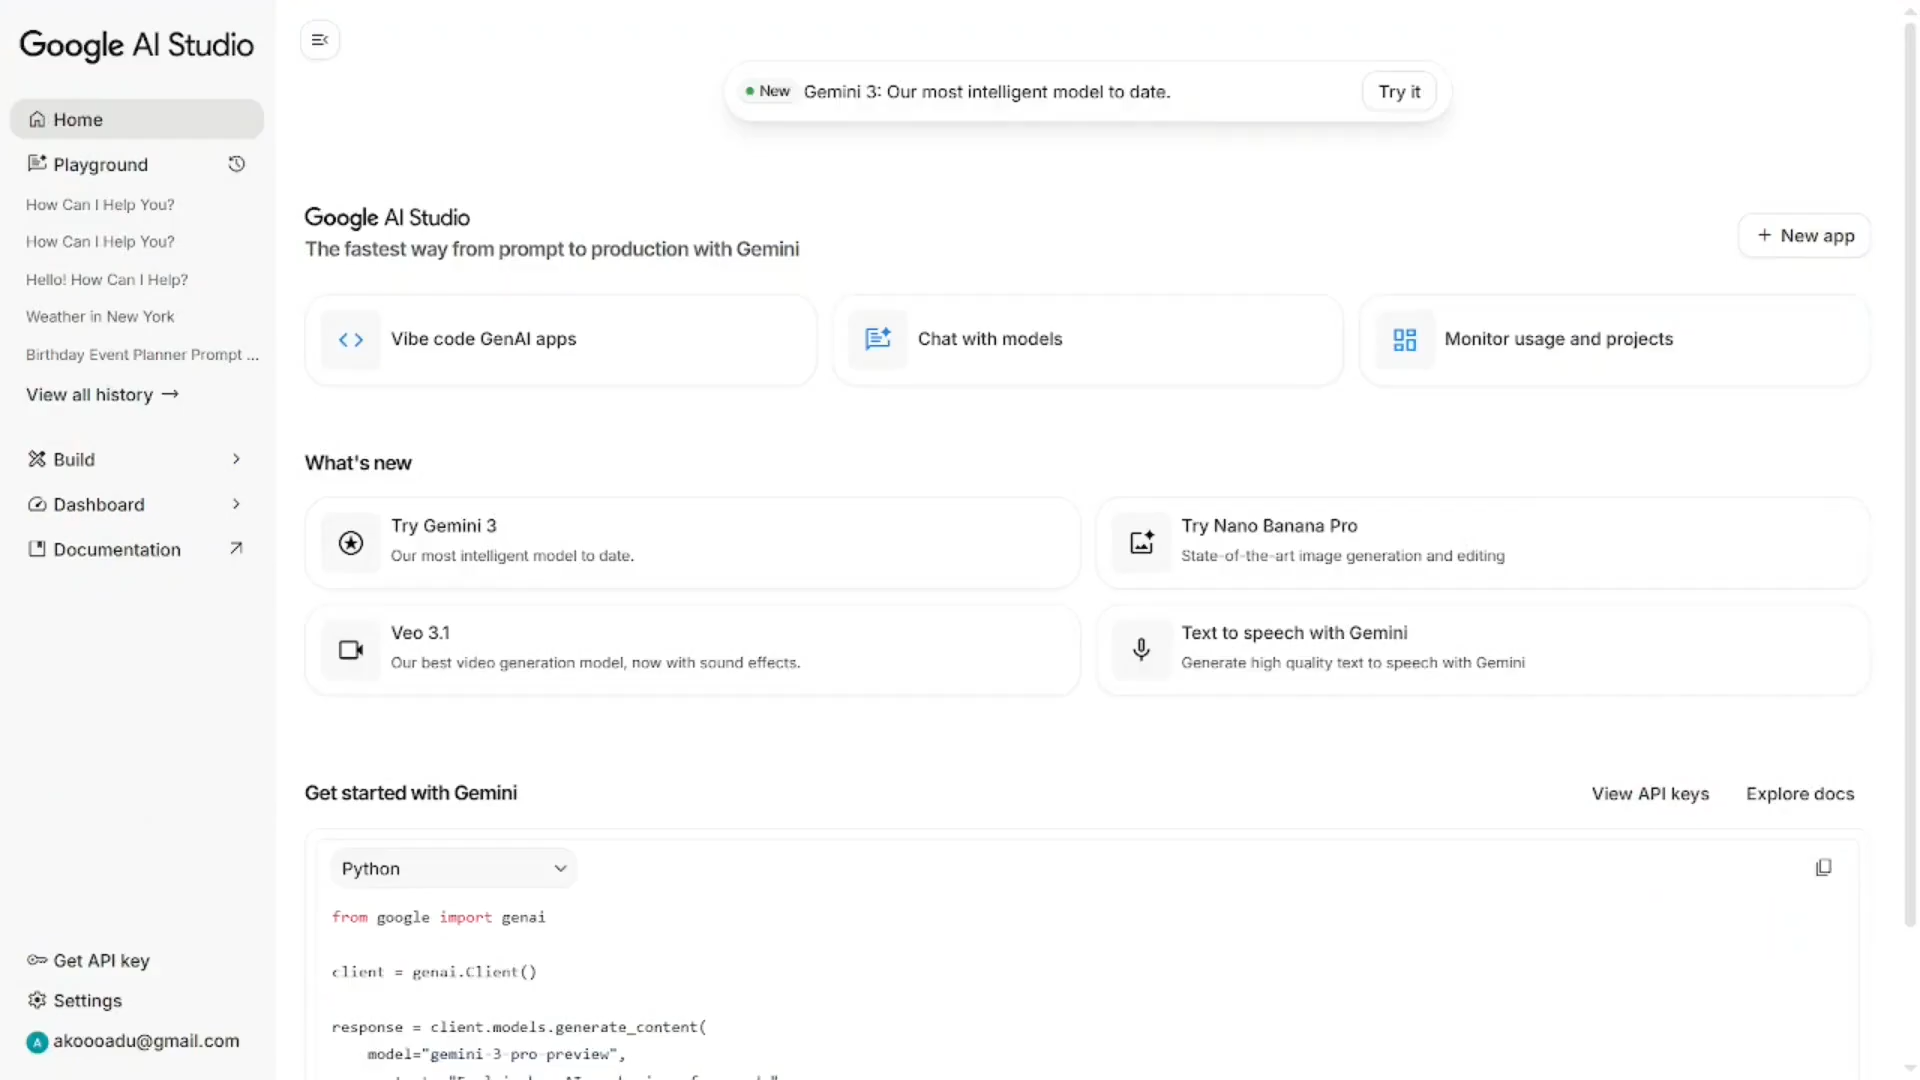 Google AI Studio
Home
Playground
How Can I Help You?
How Can I Help You?
Hello! How Can I Help?
Weather in New York
Birthday Event Planner Prompt ...
View all history →
Build
Dashboard
Documentation
Get API key
Settings
A akoooadu@gmail.com
New Gemini 3: Our most intelligent model to date. Try it
Google AI Studio
The fastest way from prompt to production with Gemini
+ New app
Vibe code GenAI apps
Chat with models
Monitor usage and projects
What's new
Try Gemini 3
Our most intelligent model to date.
Try Nano Banana Pro
State-of-the-art image generation and editing
Veo 3.1
Our best video generation model, now with sound effects.
Text to speech with Gemini
Generate high quality text to speech with Gemini
Get started with Gemini
View API keys Explore docs
Python
from google import genai
client = genai.Client()
response = client.models.generate_content(
model="gemini-3-pro-preview",